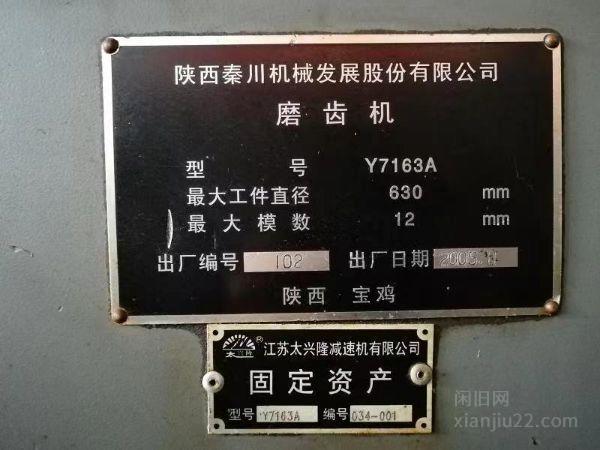 陕西秦川机械发展股份有限公司
磨齿机
型 号 Y7163A
最大工件直径 630 mm
最大模数 12 mm
出厂编号 102 出厂日期
陕西 宝鸡
太兴隆 ® 江苏太兴隆减速机有限公司
固定资产
型号 Y7163A 编号 034-001
闲旧网
xianjiu22.com